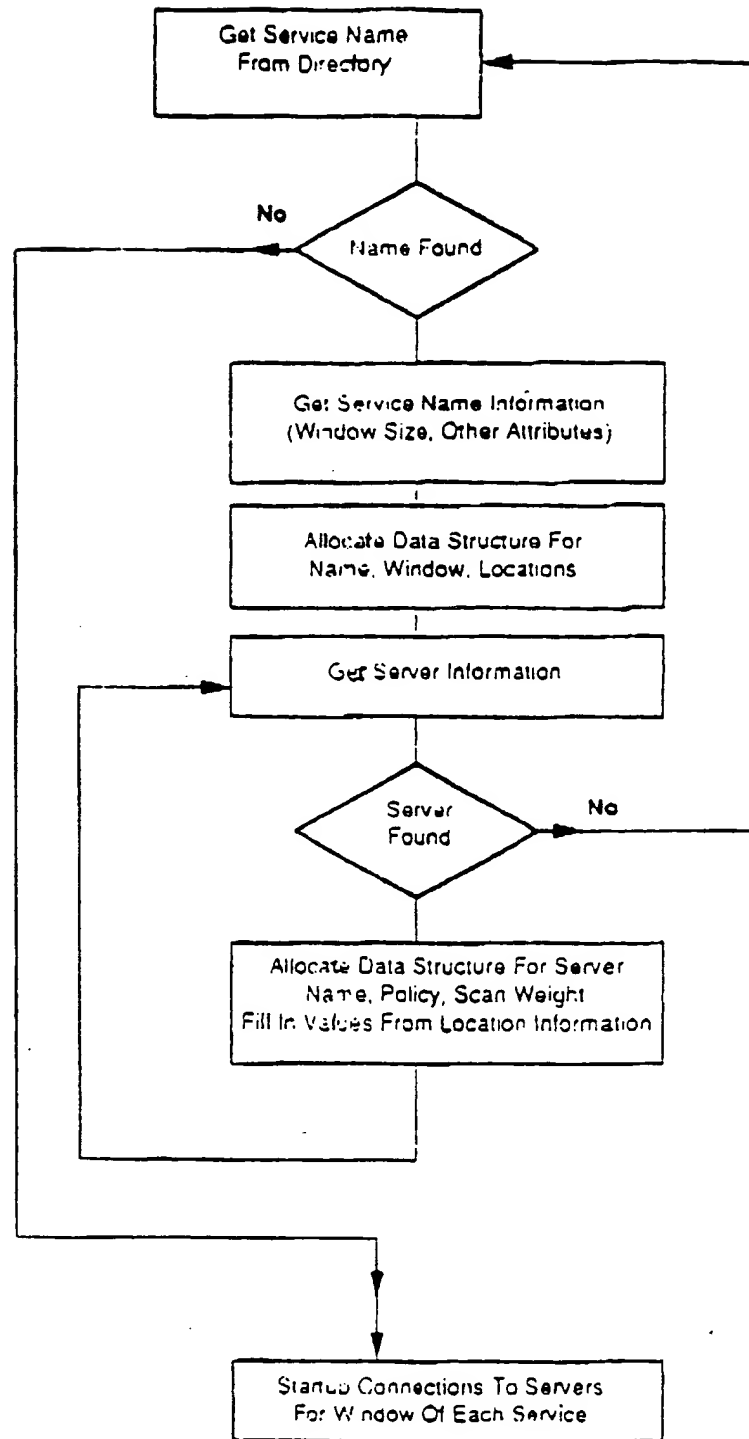 Get Service Name
From Directory
No
Name Found
Get Service Name Information
(Window Size, Other Attributes)
Allocate Data Structure For
Name, Window, Locations
Get Server Information
Server
Found
No
Allocate Data Structure For Server
Name, Policy, Scan Weight
Fill In Values From Location Information
Startup Connections To Servers
For Window Of Each Service